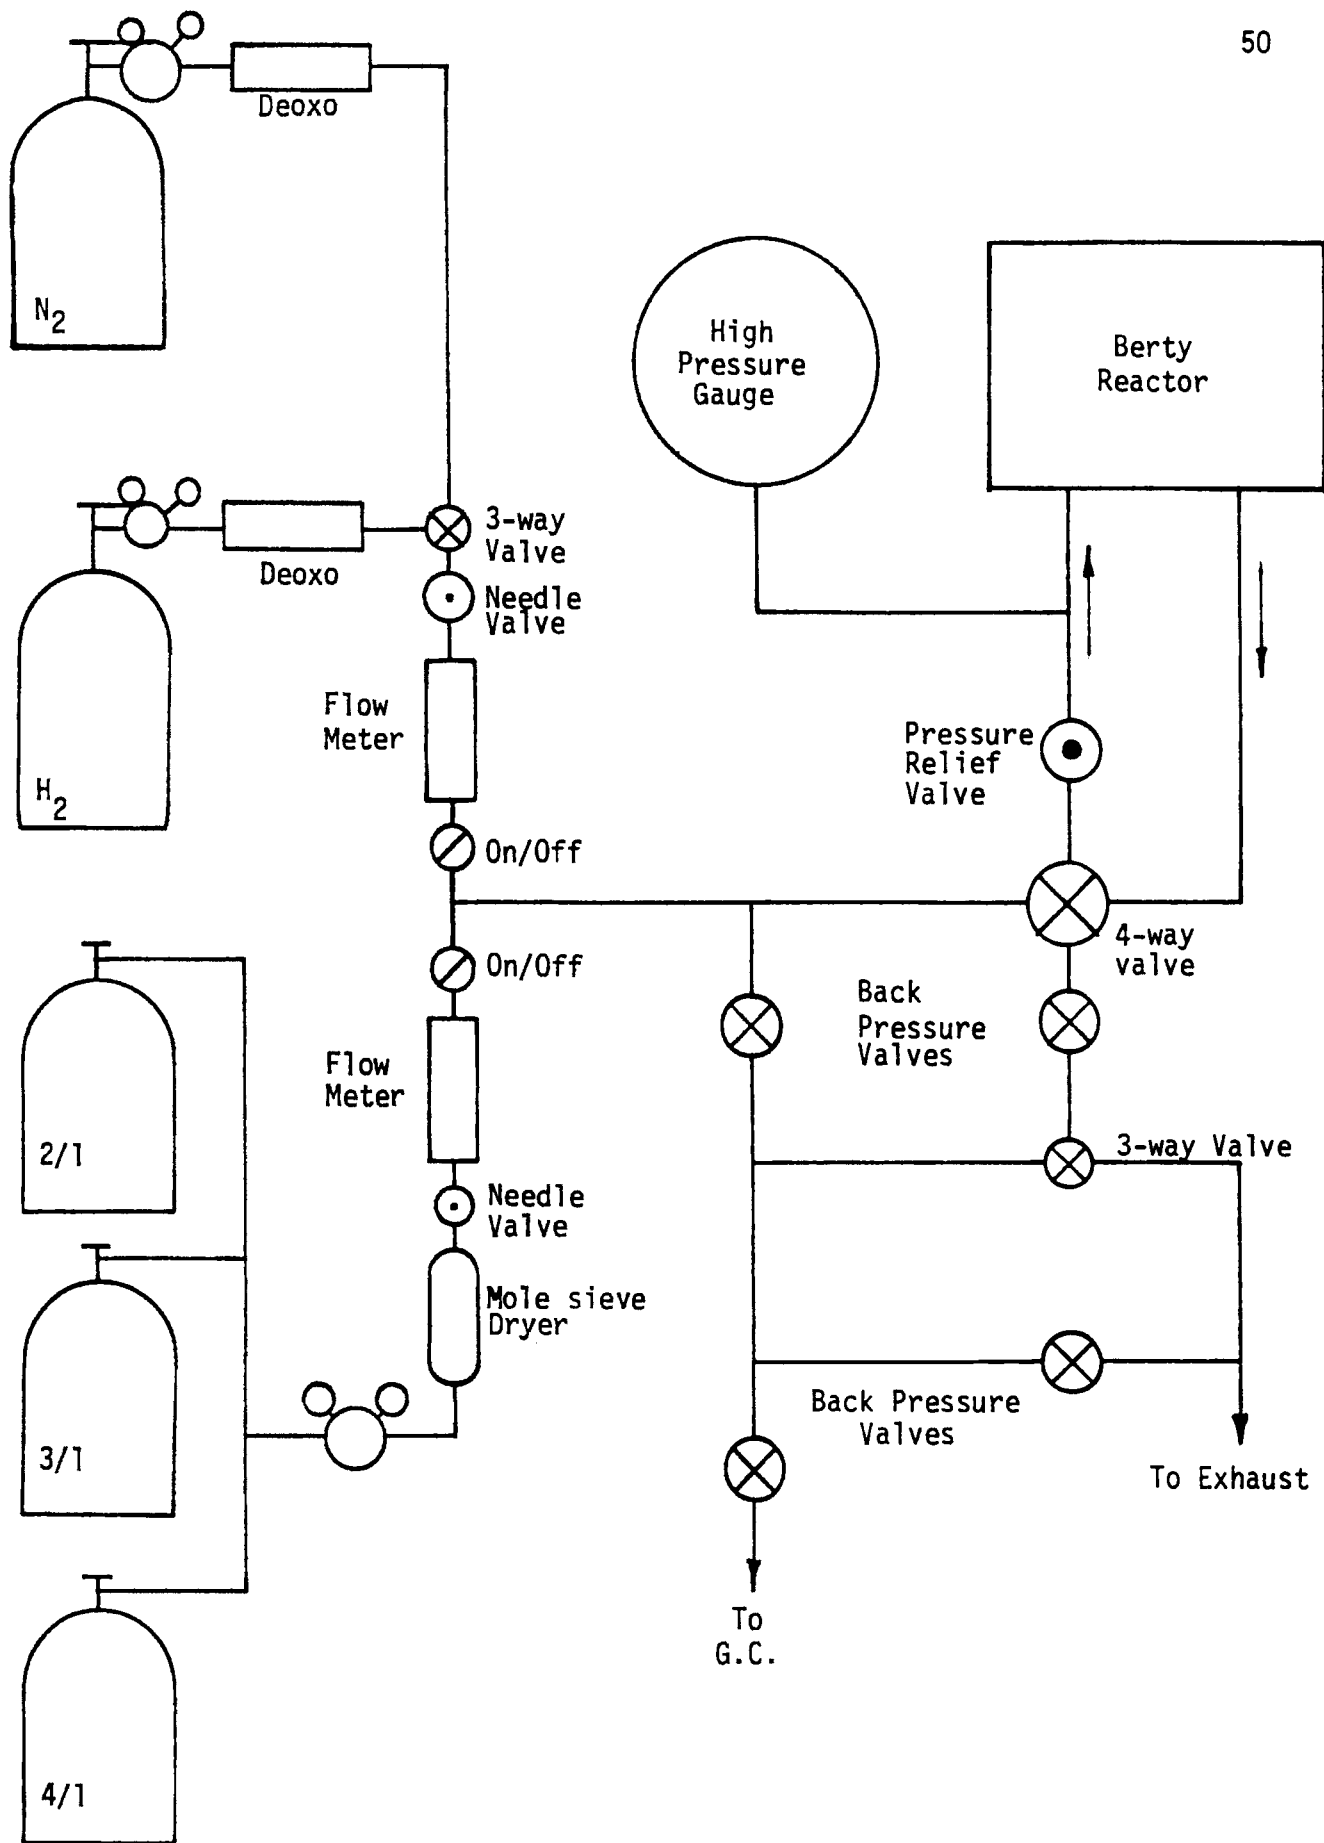 50
Deoxo
N2
High
Pressure
Gauge
Berty
Reactor
3-way
Valve
Deoxo
Needle
Valve
Flow
Meter
H2
Pressure
Relief
Valve
On/Off
4-way
valve
On/Off
Back
Pressure
Valves
Flow
Meter
2/1
3-way Valve
Needle
Valve
Mole sieve
Dryer
Back Pressure
Valves
3/1
To Exhaust
To
G.C.
4/1